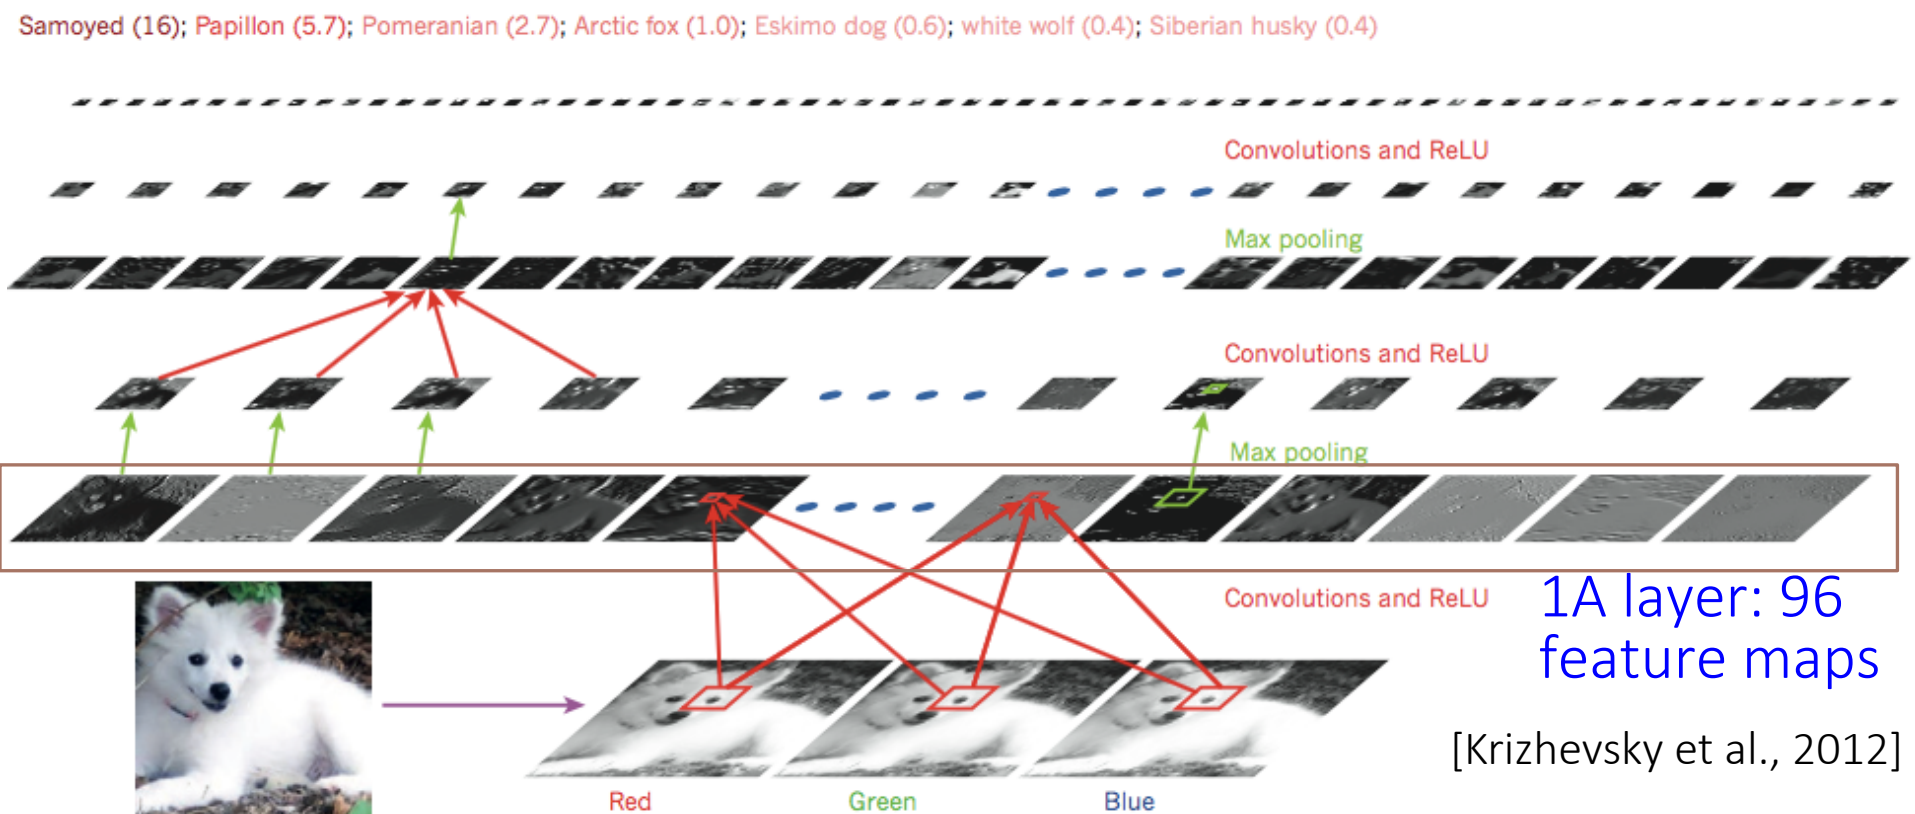 Samoyed (16); Papillon (5.7); Pomeranian (2.7); Arctic fox (1.0); Eskimo dog (0.6); white wolf (0.4); Siberian husky (0.4)
Convolutions and ReLU
Max pooling
Convolutions and ReLU
Max pooling
Convolutions and ReLU
1A layer: 96
feature maps
[Krizhevsky et al., 2012]
Red
Green
Blue